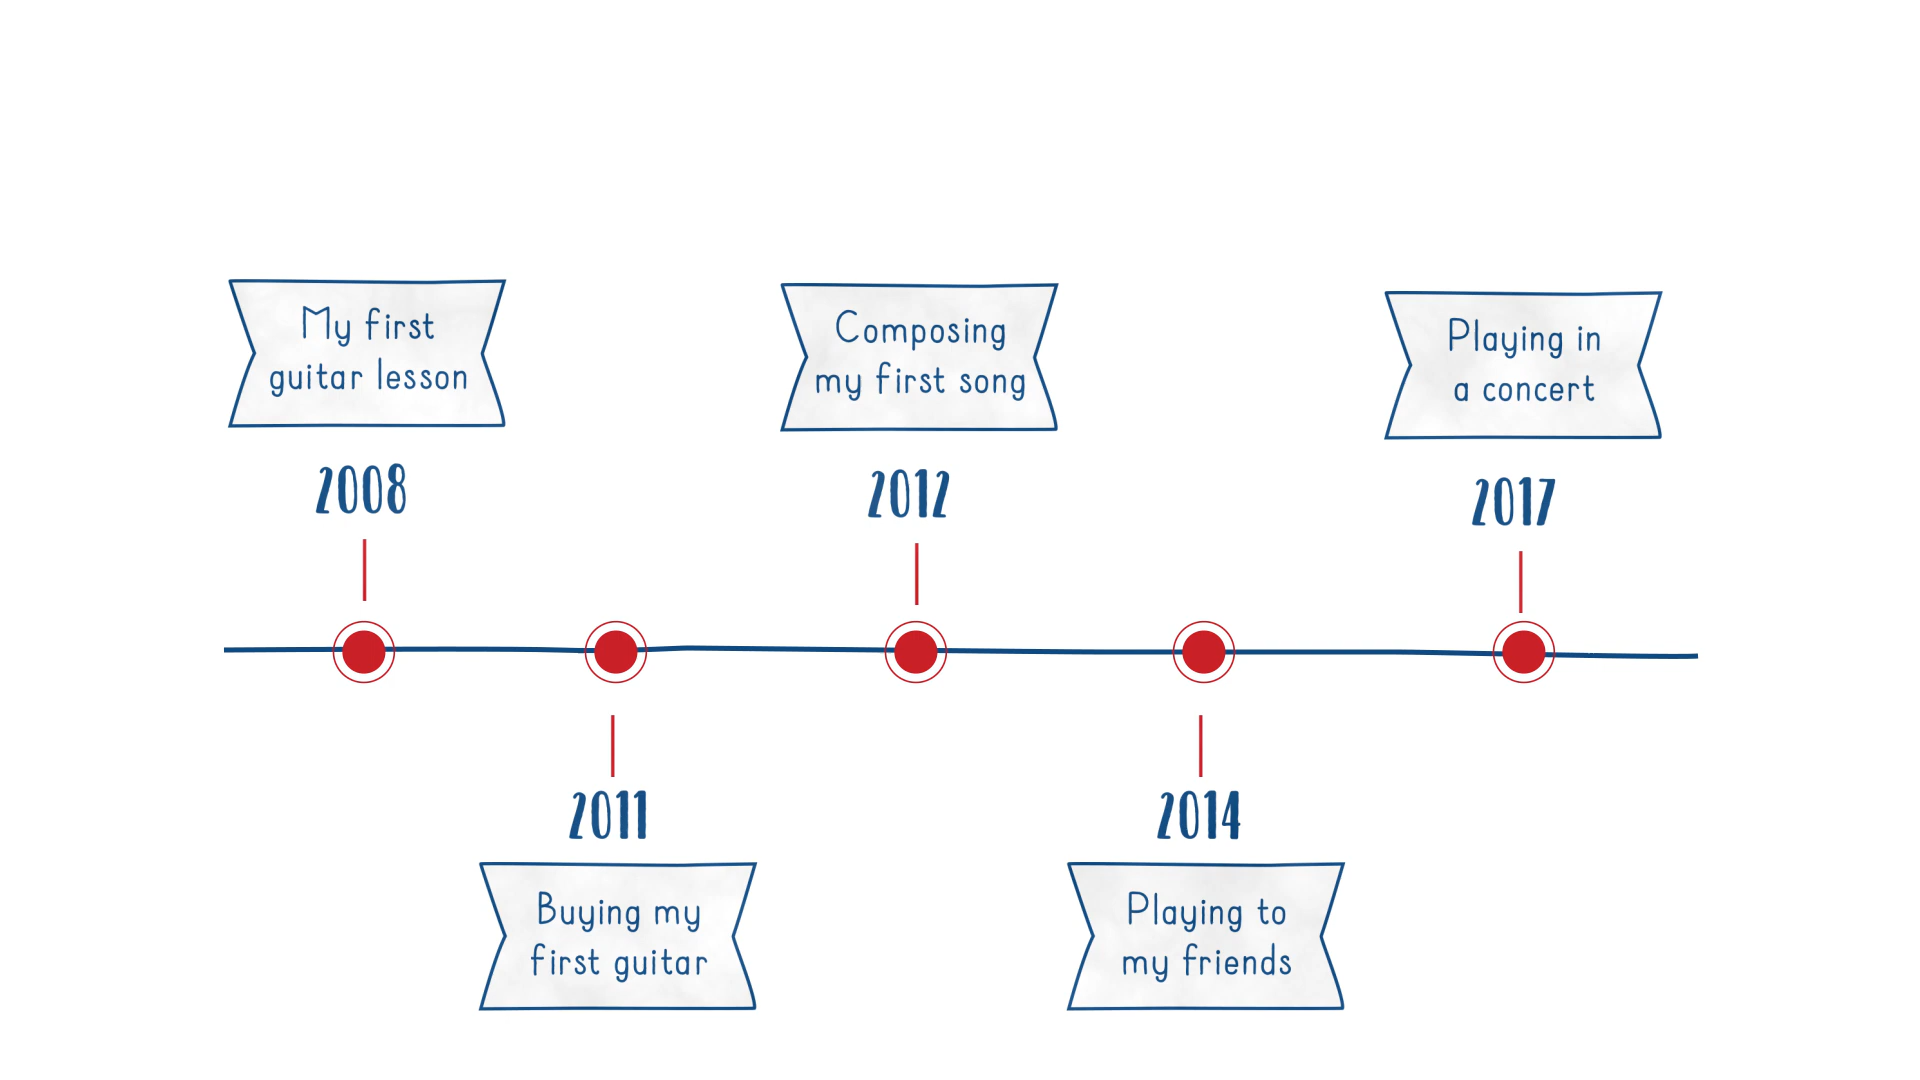 My first
guitar lesson
2008
Composing
my first song
2012
Playing in
a concert
2017
2011
Buying my
first guitar
2014
Playing to
my friends